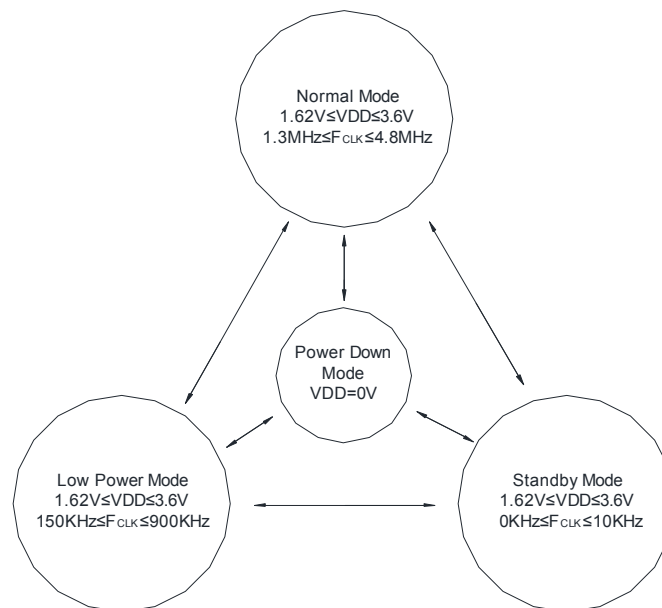 Normal Mode
1.62V≤VDD≤3.6V
1.3MHz≤FCLK≤4.8MHz
Power Down
Mode
VDD=0V
Low Power Mode
1.62V≤VDD≤3.6V
150KHz≤FCLK≤900KHz
Standby Mode
1.62V≤VDD≤3.6V
0KHz≤FCLK≤10KHz